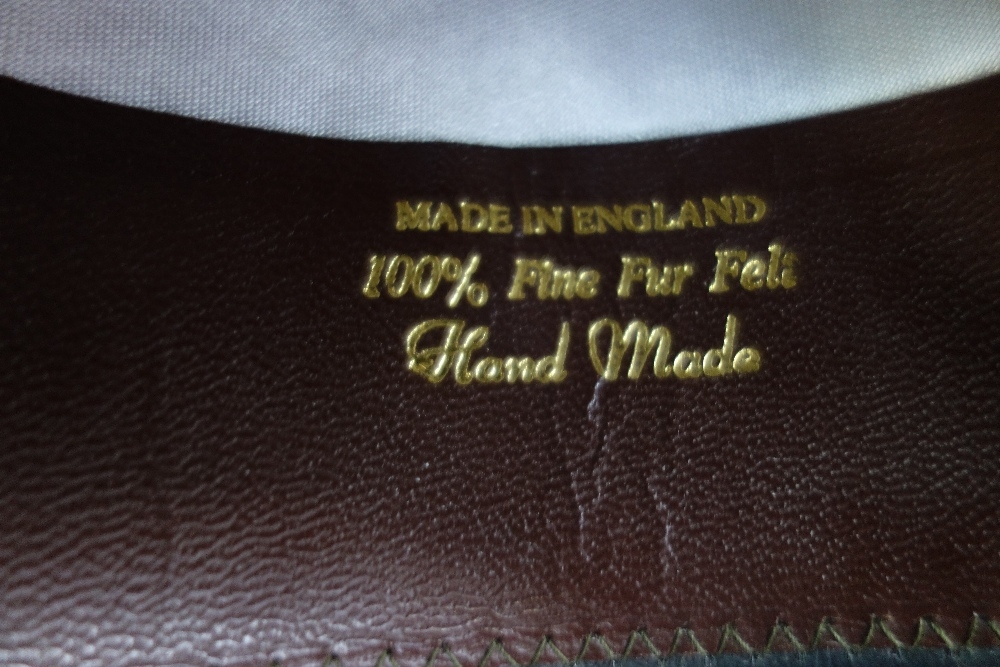 MADE IN ENGLAND
100% Fine Fur Felt
Hand Made